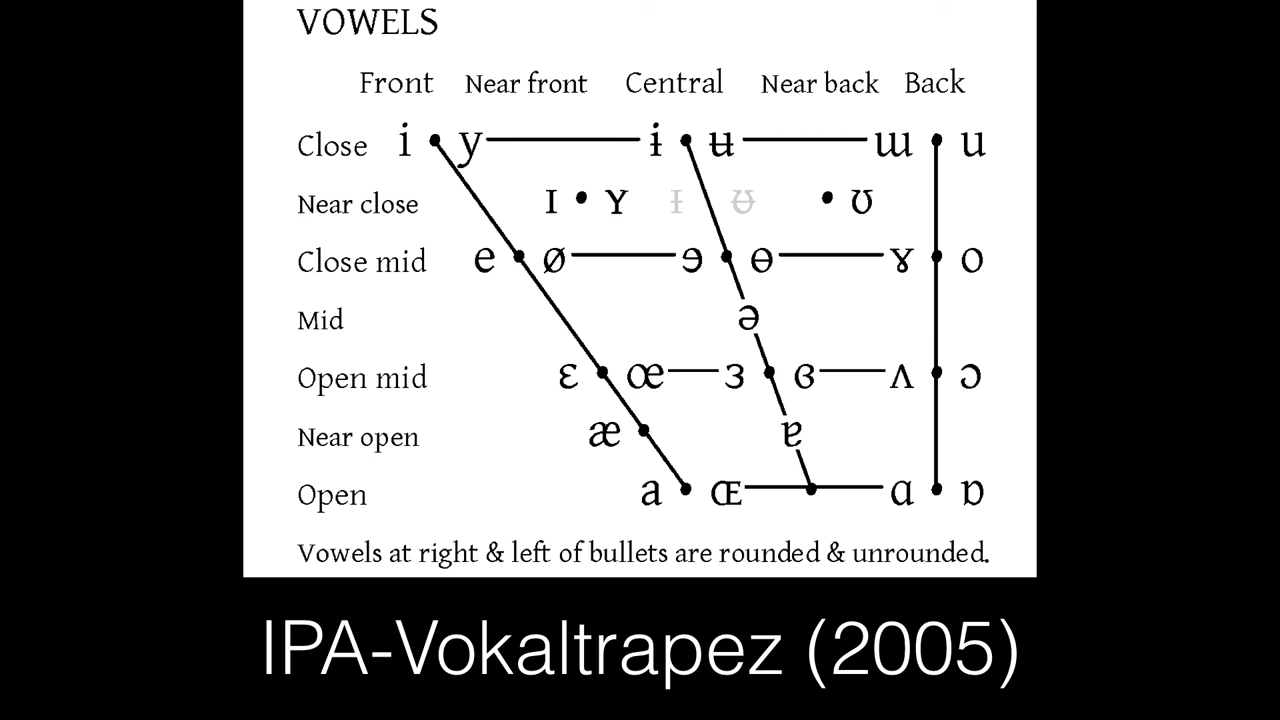 VOWELS
Front Near front Central Near back Back
Close i • y ɨ • ʉ ɯ • u
Near close ɪ • ʏ ᵻ ᵿ • ʊ
Close mid e • ø ɘ • ɵ ɤ • o
Mid ə
Open mid ɛ • œ ɜ • ɞ ʌ • ɔ
Near open æ • ɐ
Open a • ɶ • ɑ • ɒ
Vowels at right & left of bullets are rounded & unrounded.
IPA-Vokaltrapez (2005)